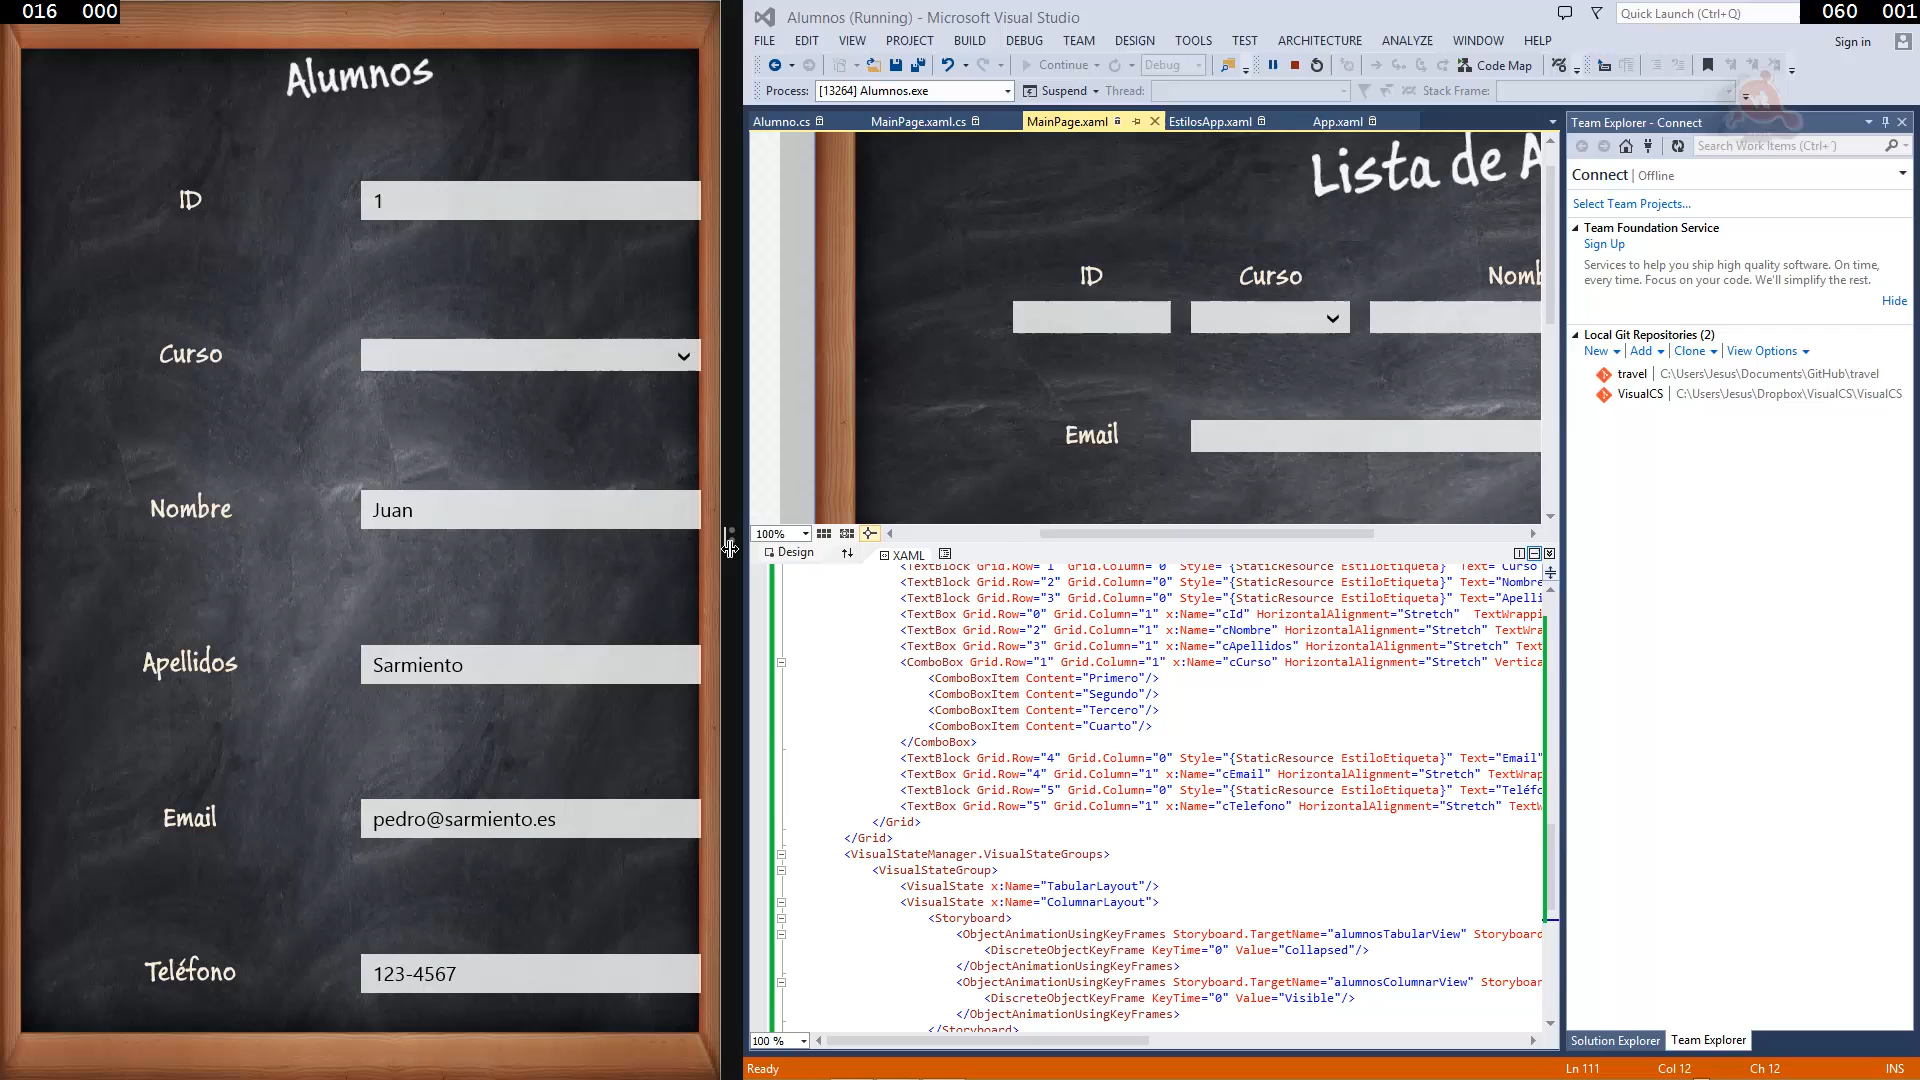 016 000
Alumnos
ID
1
Curso
Nombre
Juan
Apellidos
Sarmiento
Email
pedro@sarmiento.es
Teléfono
123-4567
060 001
Alumnos (Running) - Microsoft Visual Studio
Quick Launch (Ctrl+Q)
FILE EDIT VIEW PROJECT BUILD DEBUG TEAM DESIGN TOOLS TEST ARCHITECTURE ANALYZE WINDOW HELP
Sign in
Continue Debug Code Map
Process: [13264] Alumnos.exe Suspend Thread: Stack Frame:
Alumno.cs MainPage.xaml.cs MainPage.xaml EstilosApp.xaml App.xaml
Lista de A
ID Curso Nomb
Email
100%
Design XAML
<TextBlock Grid.Row="1" Grid.Column="0" Style="{StaticResource EstiloEtiqueta}" Text="Curso
<TextBlock Grid.Row="2" Grid.Column="0" Style="{StaticResource EstiloEtiqueta}" Text="Nombre
<TextBlock Grid.Row="3" Grid.Column="0" Style="{StaticResource EstiloEtiqueta}" Text="Apelli
<TextBox Grid.Row="0" Grid.Column="1" x:Name="cId" HorizontalAlignment="Stretch"  TextWrappi
<TextBox Grid.Row="2" Grid.Column="1" x:Name="cNombre" HorizontalAlignment="Stretch" TextWra
<TextBox Grid.Row="3" Grid.Column="1" x:Name="cApellidos" HorizontalAlignment="Stretch" Text
<ComboBox Grid.Row="1" Grid.Column="1" x:Name="cCurso" HorizontalAlignment="Stretch" Vertica
<ComboBoxItem Content="Primero"/>
<ComboBoxItem Content="Segundo"/>
<ComboBoxItem Content="Tercero"/>
<ComboBoxItem Content="Cuarto"/>
</ComboBox>
<TextBlock Grid.Row="4" Grid.Column="0" Style="{StaticResource EstiloEtiqueta}" Text="Email"
<TextBox Grid.Row="4" Grid.Column="1" x:Name="cEmail" HorizontalAlignment="Stretch" TextWrap
<TextBlock Grid.Row="5" Grid.Column="0" Style="{StaticResource EstiloEtiqueta}" Text="Teléfo
<TextBox Grid.Row="5" Grid.Column="1" x:Name="cTelefono" HorizontalAlignment="Stretch" TextW
</Grid>
</Grid>
<VisualStateManager.VisualStateGroups>
<VisualStateGroup>
<VisualState x:Name="TabularLayout"/>
<VisualState x:Name="ColumnarLayout">
<Storyboard>
<ObjectAnimationUsingKeyFrames Storyboard.TargetName="alumnosTabularView" Storyboard
<DiscreteObjectKeyFrame KeyTime="0" Value="Collapsed"/>
</ObjectAnimationUsingKeyFrames>
<ObjectAnimationUsingKeyFrames Storyboard.TargetName="alumnosColumnarView" Storyboar
<DiscreteObjectKeyFrame KeyTime="0" Value="Visible"/>
</ObjectAnimationUsingKeyFrames>
</Storyboard>
100 %
Team Explorer - Connect
Search Work Items (Ctrl+´)
Connect | Offline
Select Team Projects...
Team Foundation Service
Sign Up
Services to help you ship high quality software. On time,
every time. Focus on your code. We'll simplify the rest.
Hide
Local Git Repositories (2)
New | Add | Clone | View Options
travel | C:\Users\Jesus\Documents\GitHub\travel
VisualCS | C:\Users\Jesus\Dropbox\VisualCS\VisualCS
Solution Explorer Team Explorer
Ready Ln 111 Col 12 Ch 12 INS